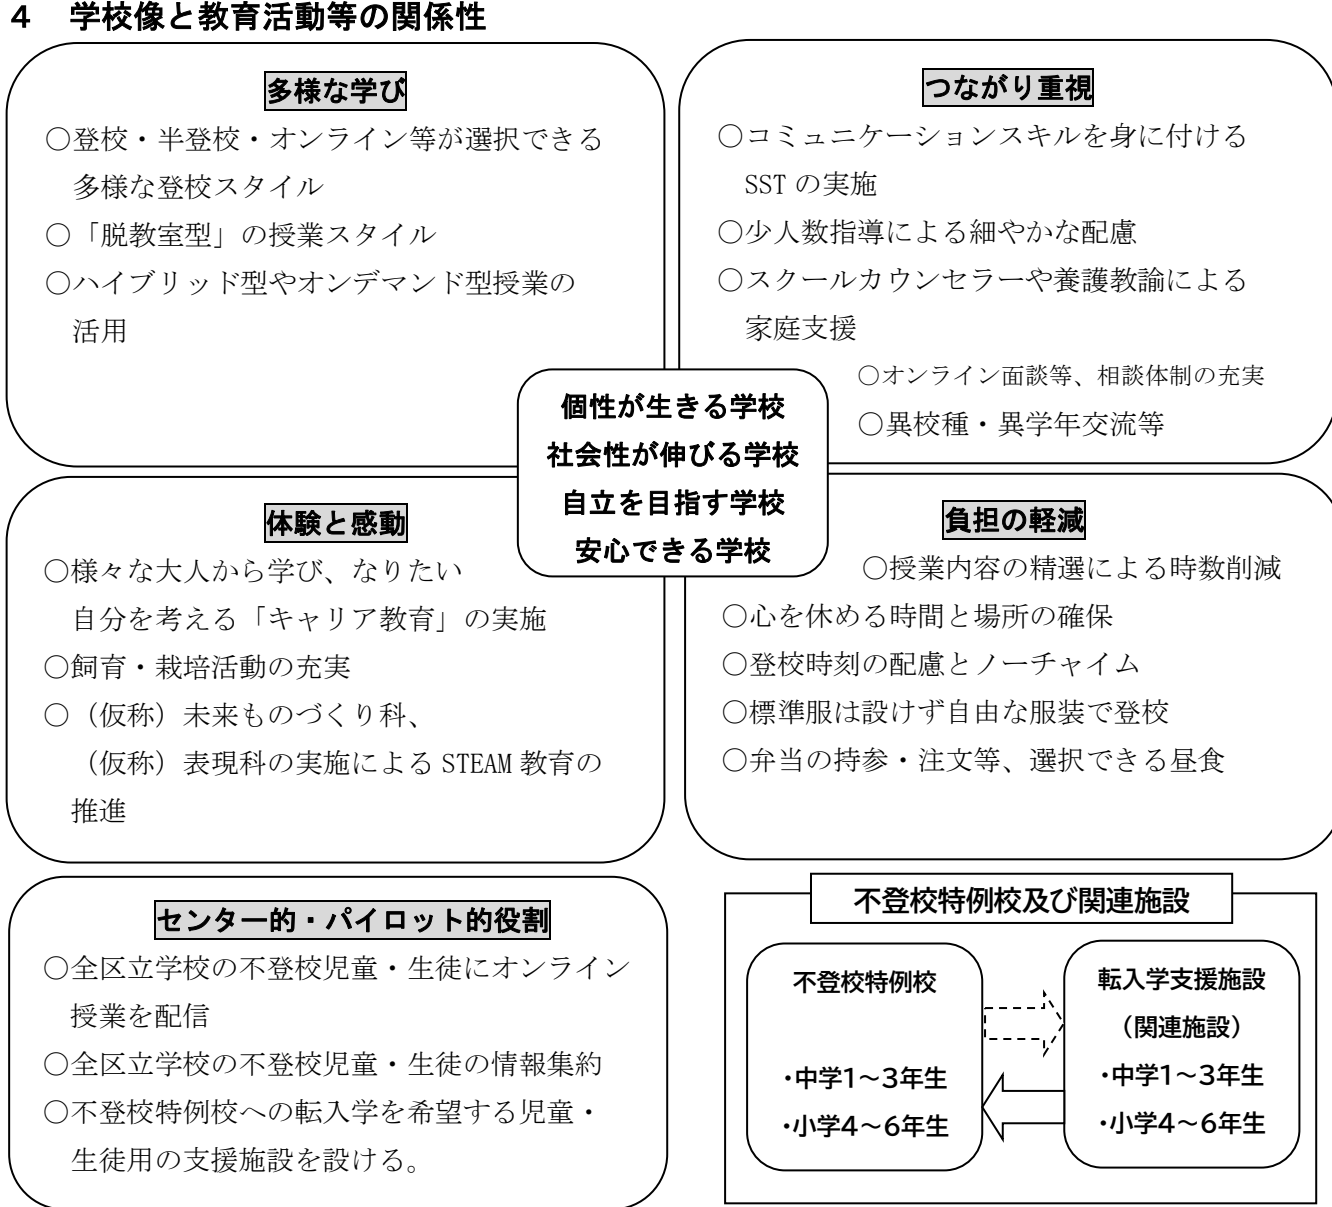 ４　学校像と教育活動等の関係性
多様な学び
○登校・半登校・オンライン等が選択できる
多様な登校スタイル
○「脱教室型」の授業スタイル
○ハイブリッド型やオンデマンド型授業の
活用
つながり重視
○コミュニケーションスキルを身に付ける
SST の実施
○少人数指導による細やかな配慮
○スクールカウンセラーや養護教諭による
家庭支援
○オンライン面談等、相談体制の充実
○異校種・異学年交流等
個性が生きる学校
社会性が伸びる学校
自立を目指す学校
安心できる学校
体験と感動
○様々な大人から学び、なりたい
自分を考える「キャリア教育」の実施
○飼育・栽培活動の充実
○（仮称）未来ものづくり科、
（仮称）表現科の実施による STEAM 教育の
推進
負担の軽減
○授業内容の精選による時数削減
○心を休める時間と場所の確保
○登校時刻の配慮とノーチャイム
○標準服は設けず自由な服装で登校
○弁当の持参・注文等、選択できる昼食
センター的・パイロット的役割
○全区立学校の不登校児童・生徒にオンライン
授業を配信
○全区立学校の不登校児童・生徒の情報集約
○不登校特例校への転入学を希望する児童・
生徒用の支援施設を設ける。
不登校特例校及び関連施設
不登校特例校
・中学1～3年生
・小学4～6年生
転入学支援施設
（関連施設）
・中学1～3年生
・小学4～6年生